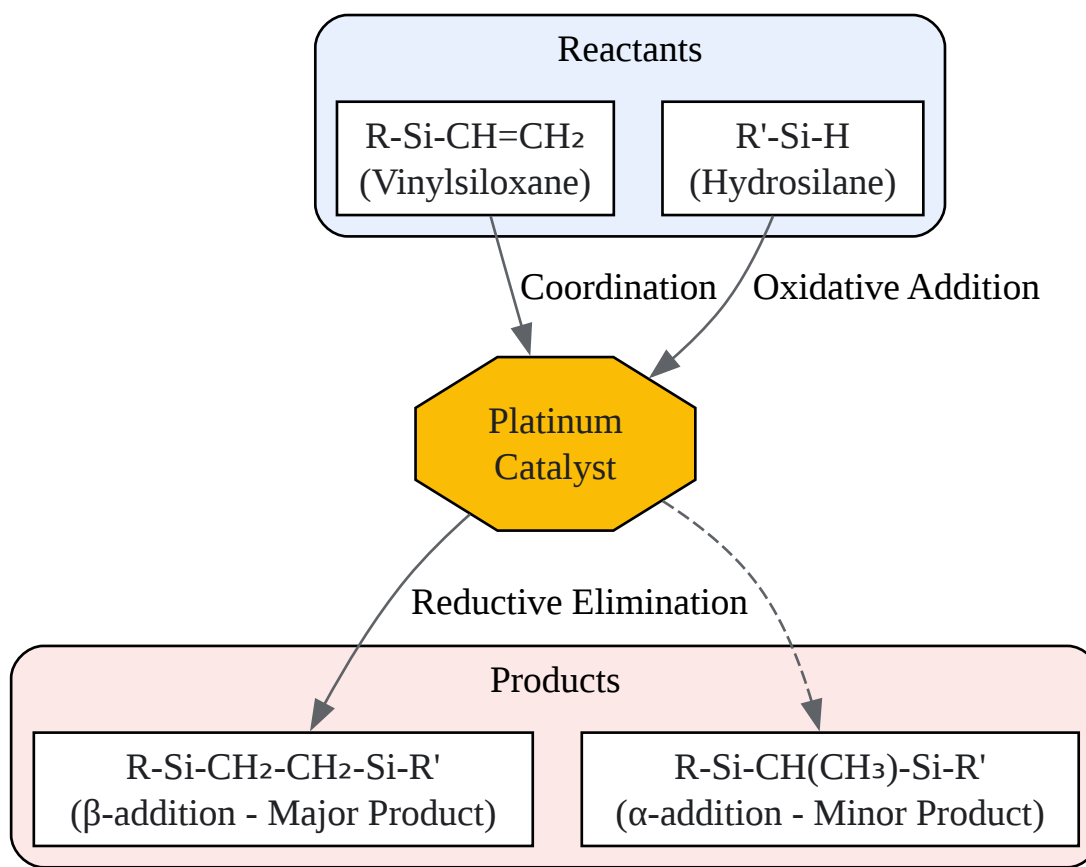 Reactants
R-Si-CH=CH₂
(Vinylsiloxane)
R'-Si-H
(Hydrosilane)
Coordination
Oxidative Addition
Platinum
Catalyst
Reductive Elimination
Products
R-Si-CH₂-CH₂-Si-R'
(β-addition - Major Product)
R-Si-CH(CH₃)-Si-R'
(α-addition - Minor Product)